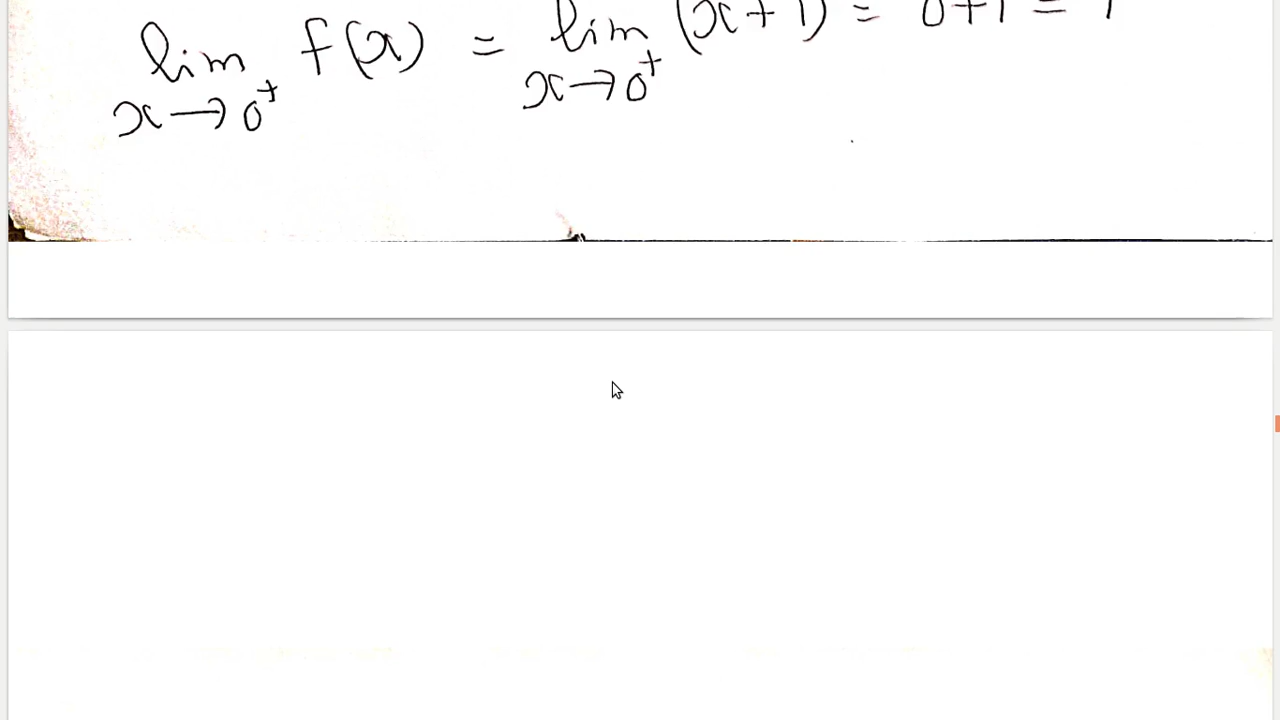 lim f(x) = lim (x+1) = 0+1 = 1
x→0⁺ x→0⁺